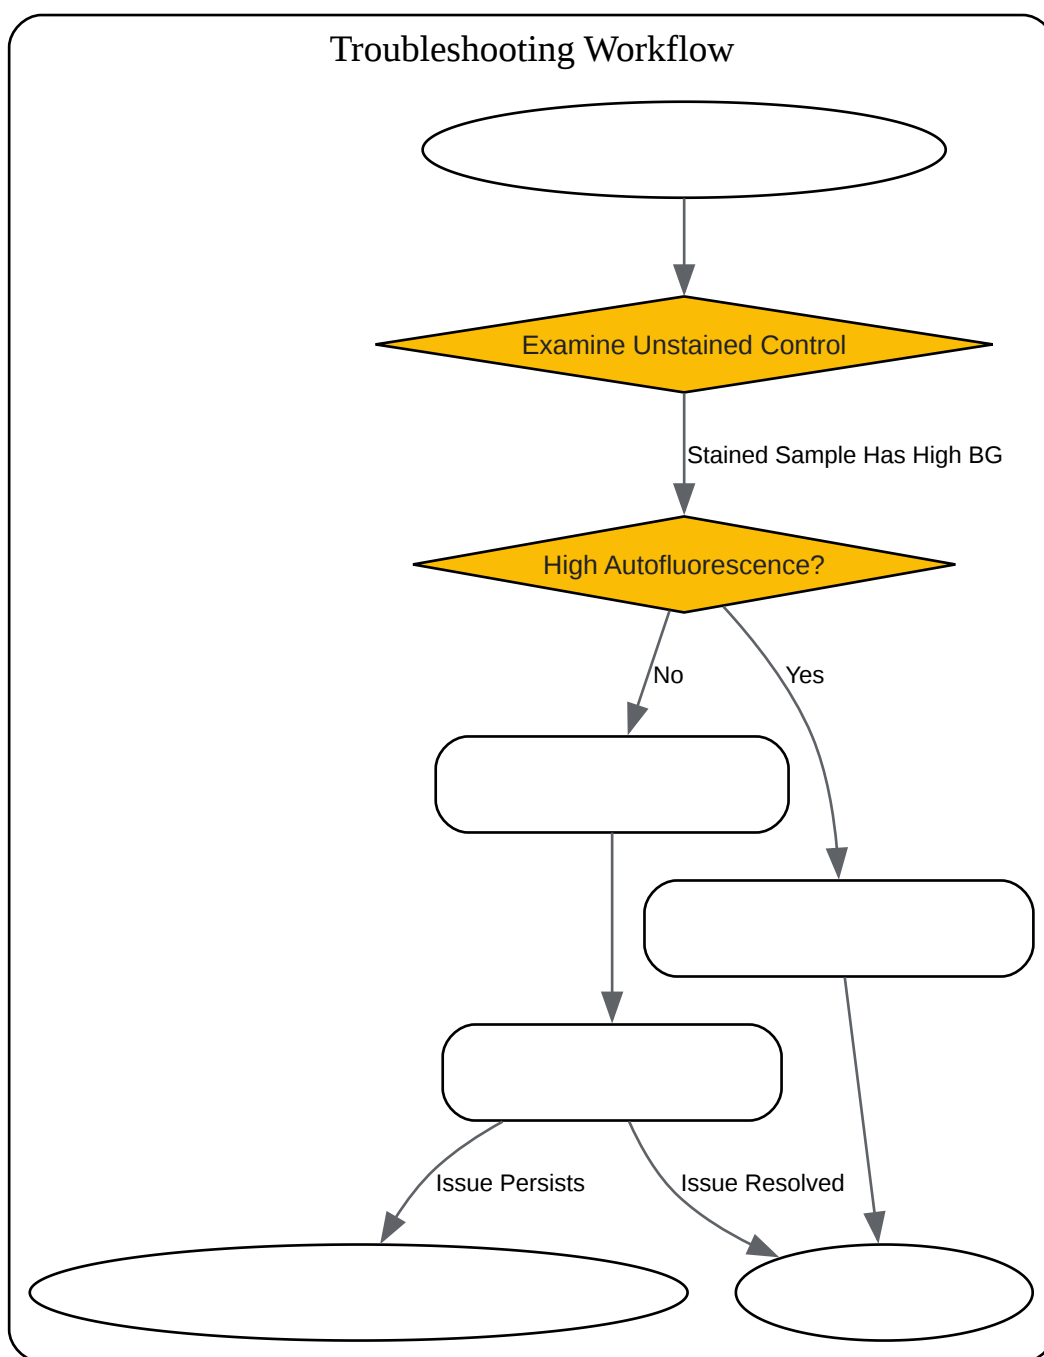 Troubleshooting Workflow
Examine Unstained Control
Stained Sample Has High BG
High Autofluorescence?
No
Yes
Issue Persists
Issue Resolved